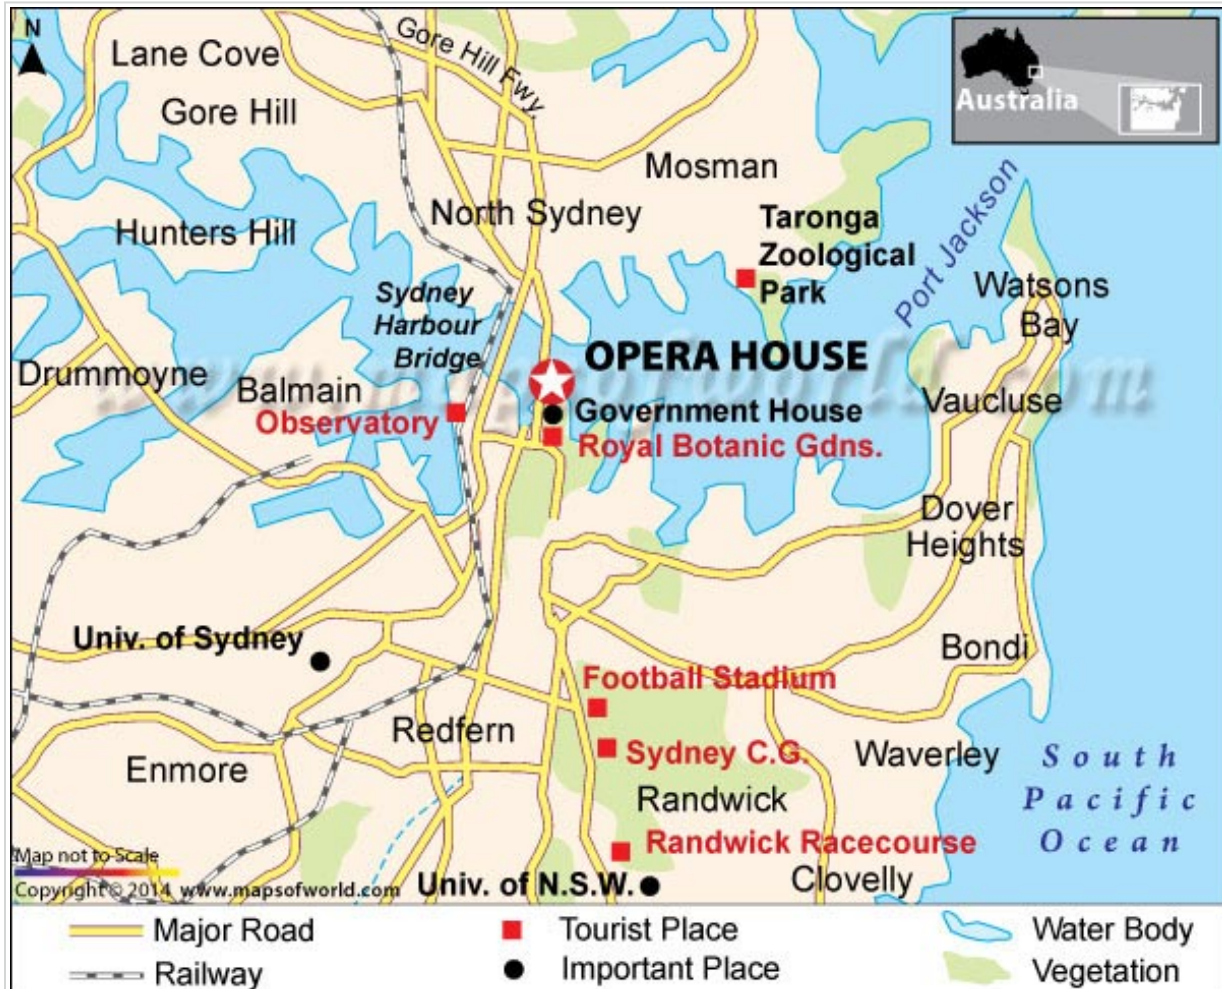 N
Lane Cove
Gore Hill Fwy.
Gore Hill
Australia
Mosman
North Sydney
Hunters Hill
Taronga
Zoological
Park
Port Jackson
Watsons
Bay
Sydney
Harbour
Bridge
OPERA HOUSE
www.mapsofworld.com
Drummoyne
Balmain
Observatory
Government House
Vaucluse
Royal Botanic Gdns.
Dover
Heights
Univ. of Sydney
Bondi
Football Stadium
Redfern
Sydney C.G.
Waverley
South
Pacific
Ocean
Enmore
Randwick
Randwick Racecourse
Map not to Scale
Copyright © 2014 www.mapsofworld.com
Univ. of N.S.W.
Clovelly
Major Road
Tourist Place
Water Body
Railway
Important Place
Vegetation